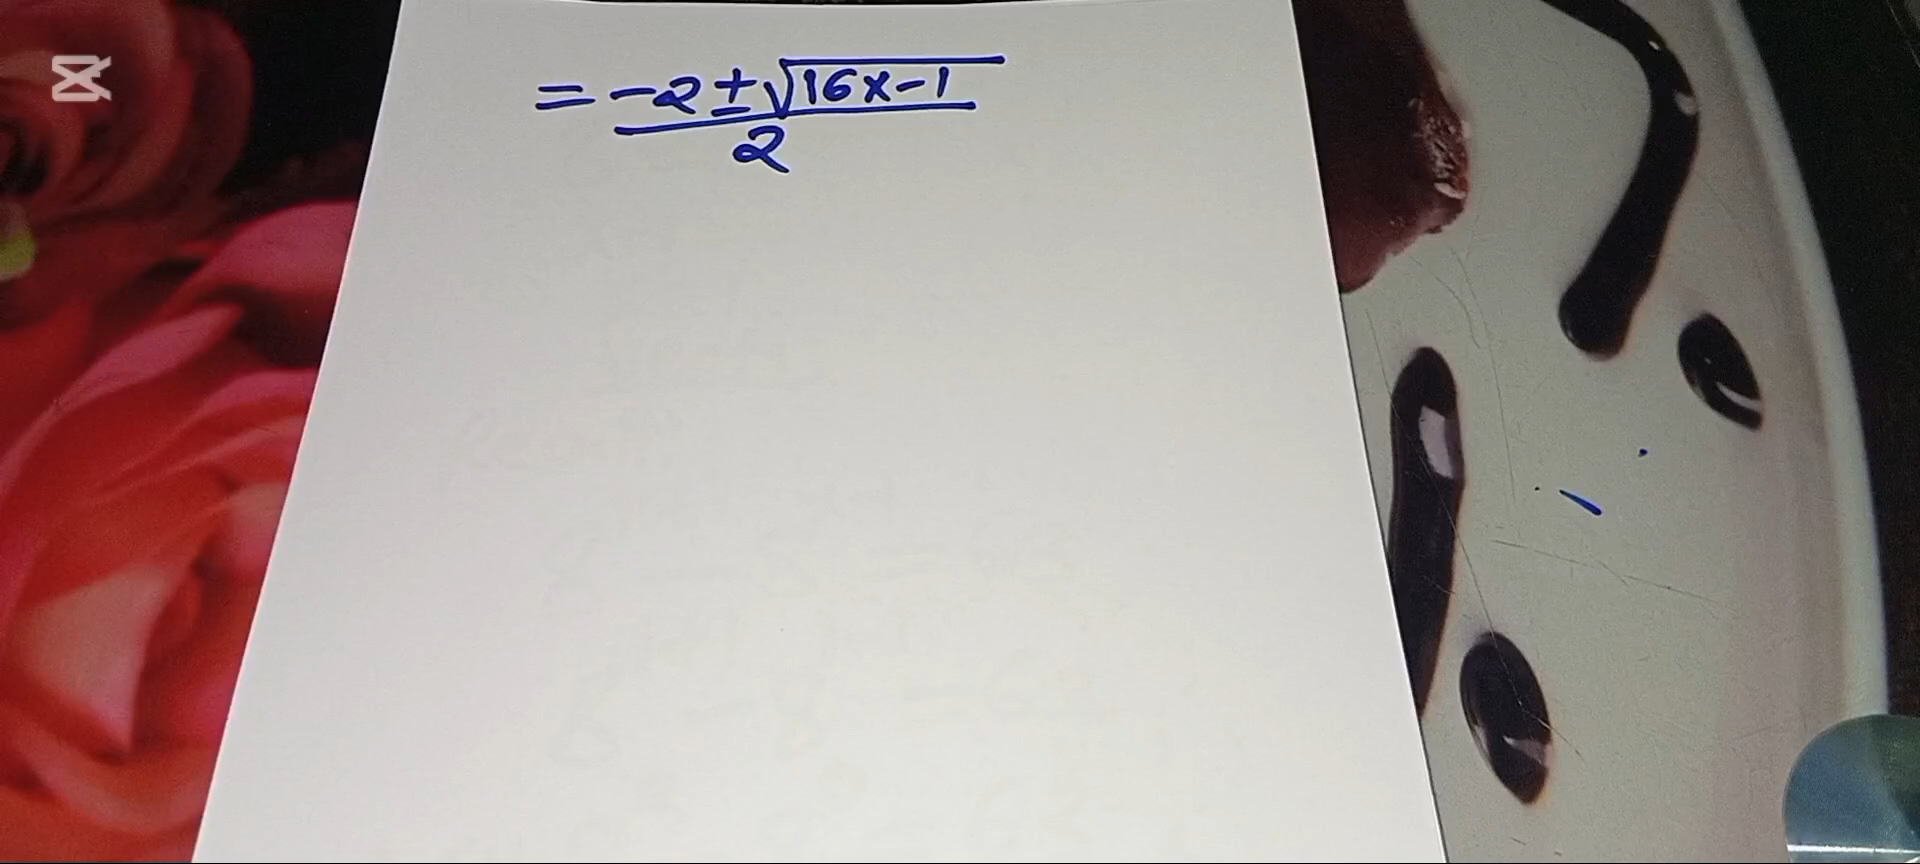 = -2 ± √16x-1
2